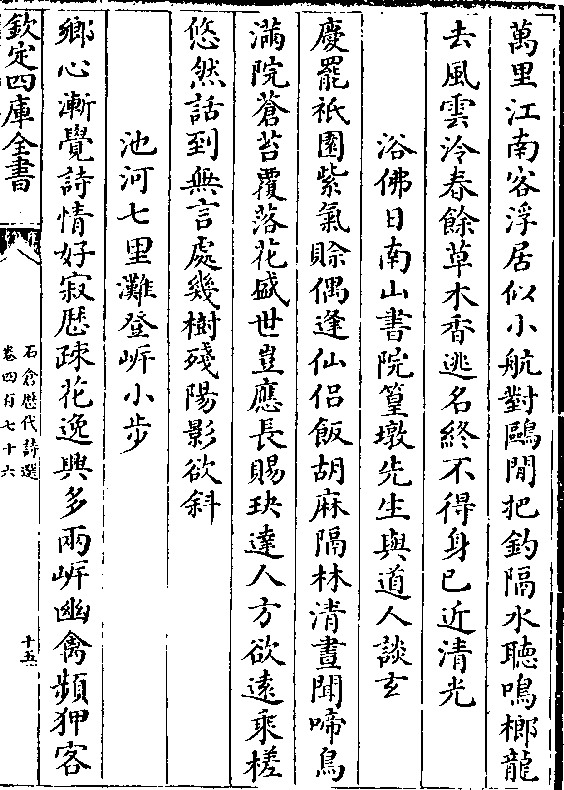 萬里江南客浮居似小航對鷗閒把釣隔水聴鳴榔龍
去風雲泠春餘草木香逃名終不得身已近清光
浴佛日南山書院篁墩先生與道人談玄
慶罷祇園紫氣賒偶逢仙侣飯胡麻隔林清晝聞啼鳥
滿院蒼苔覆落花盛世豈應長賜玦達人方欲遠乘槎
悠然話到無言處幾樹殘陽影欲斜
池河七里灘登㟁小步
鄉心漸覺詩情好寂歴疎花逸興多兩㟁幽禽頻狎客
欽定四庫全書
石倉歴代詩選
卷四百七十六
十五